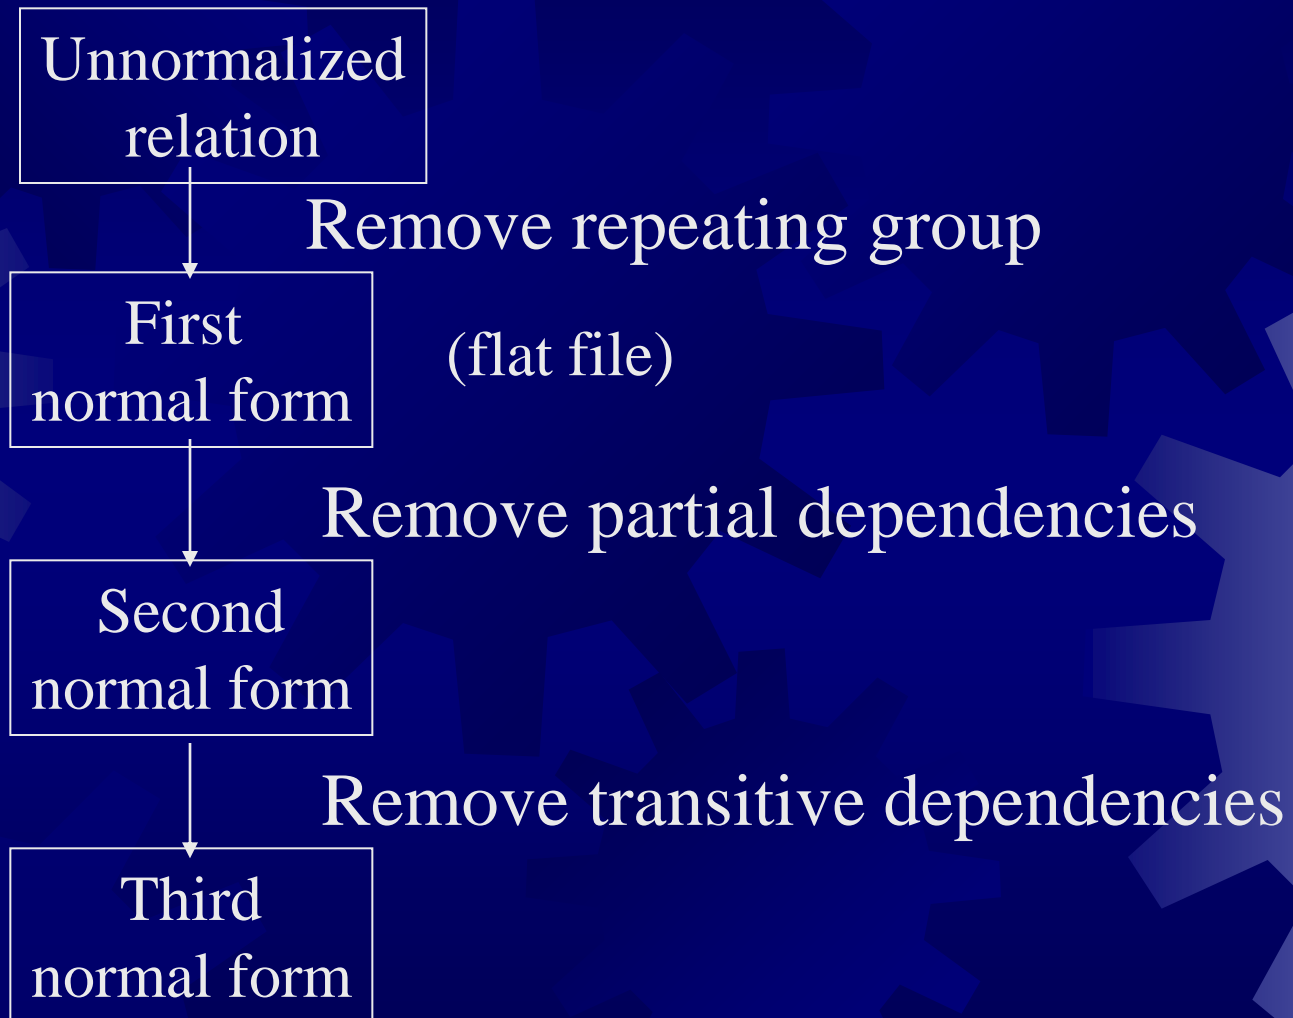 Unnormalized
relation
Remove repeating group
First
normal form
(flat file)
Remove partial dependencies
Second
normal form
Remove transitive dependencies
Third
normal form